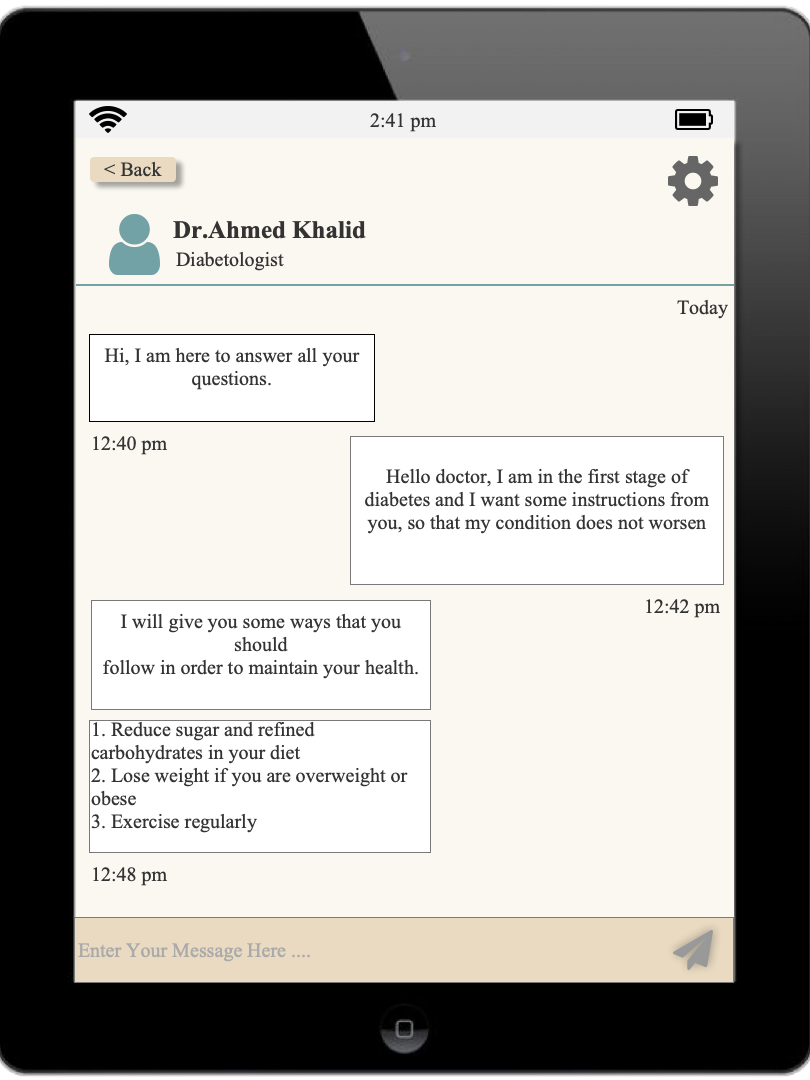 2:41 pm
< Back
Dr.Ahmed Khalid
Diabetologist
Today
Hi, I am here to answer all your
questions.
12:40 pm
Hello doctor, I am in the first stage of
diabetes and I want some instructions from
you, so that my condition does not worsen
12:42 pm
I will give you some ways that you
should
follow in order to maintain your health.
1. Reduce sugar and refined
carbohydrates in your diet
2. Lose weight if you are overweight or
obese
3. Exercise regularly
12:48 pm
Enter Your Message Here ....